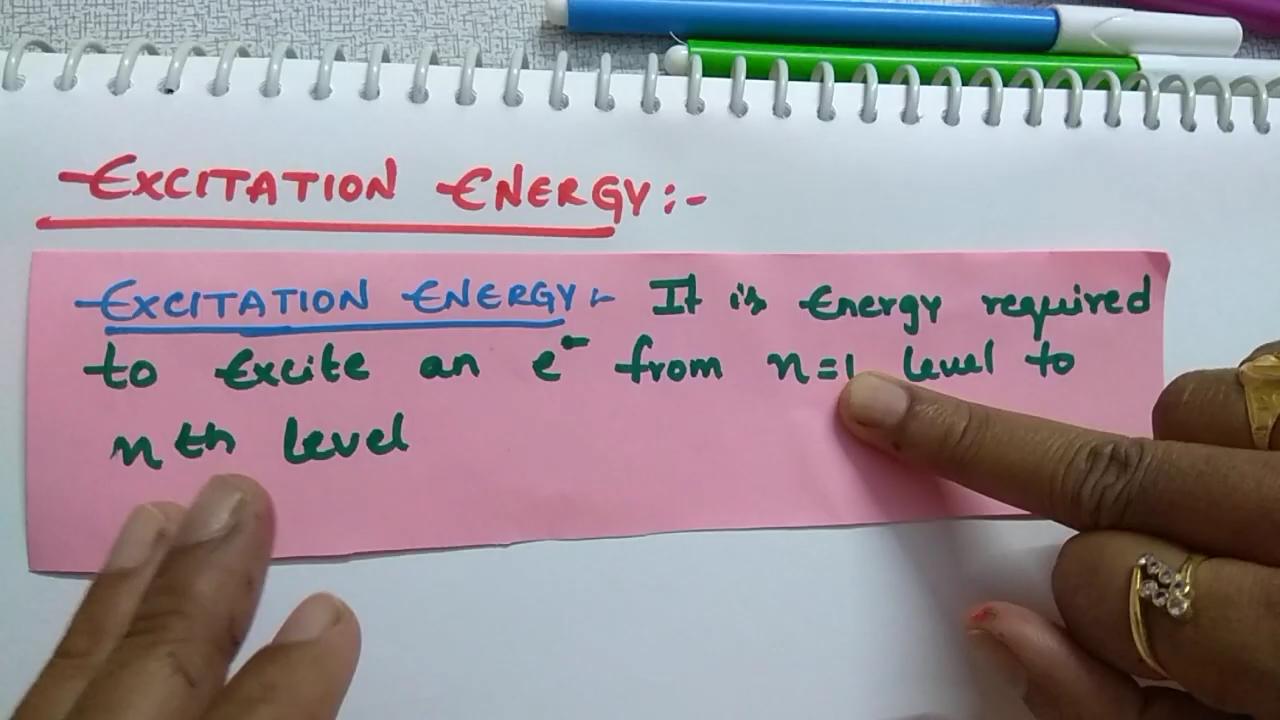 EXCITATION ENERGY:-
EXCITATION ENERGY:- It is Energy required
to Excite an e⁻ from n=1 level to
nth level